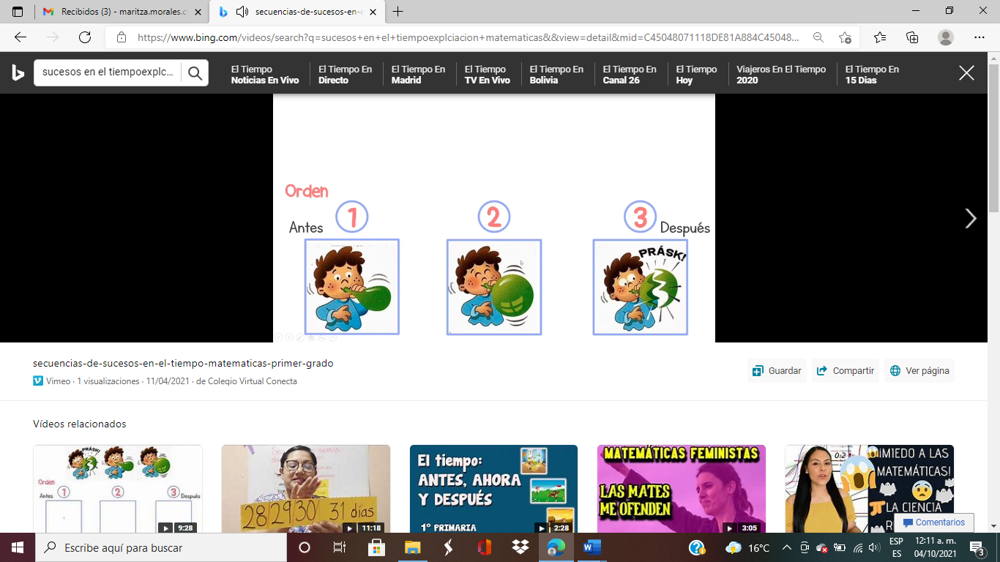 Recibidos (3) - maritza.morales.c
secuencias-de-sucesos-en-e
https://www.bing.com/videos/search?q=sucesos+en+el+tiempoexplciacion+matematicas&&view=detail&mid=C45048071118DE81A884C45048...
sucesos en el tiempoexplc...
El Tiempo
Noticias En Vivo
El Tiempo En
Directo
El Tiempo En
Madrid
El Tiempo
TV En Vivo
El Tiempo En
Bolivia
El Tiempo En
Canal 26
El Tiempo
Hoy
Viajeros En El Tiempo
2020
El Tiempo En
15 Dias
Orden
Antes
1
2
3
Después
PRÁSK!
secuencias-de-sucesos-en-el-tiempo-matematicas-primer-grado
Vimeo · 1 visualizaciones · 11/04/2021 · de Colegio Virtual Conecta
Guardar
Compartir
Ver página
Vídeos relacionados
PRÁSK!
Orden
Antes
1
2
3
Después
9:28
28 29 30 31 días
11:18
El tiempo:
ANTES, AHORA
Y DESPUÉS
1º PRIMARIA
2:28
MATEMÁTICAS FEMINISTAS
LAS MATES
ME OFENDEN
3:05
MIEDO A LAS
MATEMÁTICAS!
LA CIENCIA
Comentarios
Escribe aquí para buscar
16°C
ESP
ES
12:11 a. m.
04/10/2021
3